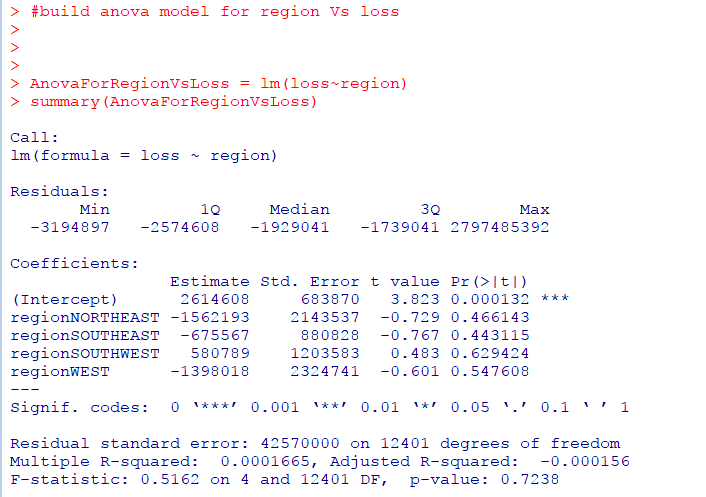 > #build anova model for region Vs loss
>
>
>
> AnovaForRegionVsLoss = lm(loss~region)
> summary(AnovaForRegionVsLoss)
Call:
lm(formula = loss ~ region)
Residuals:
Min 1Q Median 3Q Max
-3194897 -2574608 -1929041 -1739041 2797485392
Coefficients:
Estimate Std. Error t value Pr(>|t|)
(Intercept) 2614608 683870 3.823 0.000132 ***
regionNORTHEAST -1562193 2143537 -0.729 0.466143
regionSOUTHEAST -675567 880828 -0.767 0.443115
regionSOUTHWEST 580789 1203583 0.483 0.629424
regionWEST -1398018 2324741 -0.601 0.547608
---
Signif. codes: 0 ‘***’ 0.001 ‘**’ 0.01 ‘*’ 0.05 ‘.’ 0.1 ‘ ’ 1
Residual standard error: 42570000 on 12401 degrees of freedom
Multiple R-squared: 0.0001665, Adjusted R-squared: -0.000156
F-statistic: 0.5162 on 4 and 12401 DF, p-value: 0.7238